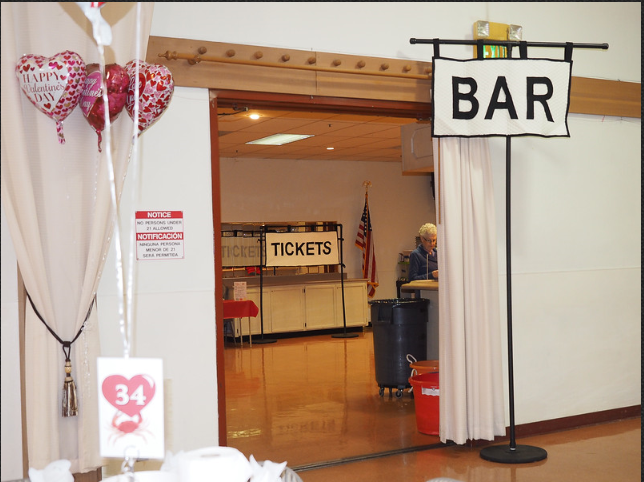 HAPPY
Valentine's
DAY
BAR
NOTICE
NO PERSONS UNDER
21 ALLOWED
NOTIFICACIÓN
NINGUNA PERSONA
MENOR DE 21
SERA PERMITIDA
TICKETS
TICKETS
34